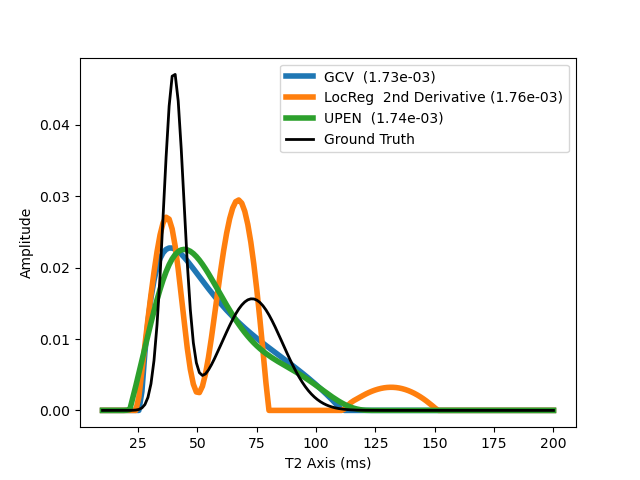 GCV  (1.73e-03)
LocReg  2nd Derivative (1.76e-03)
UPEN  (1.74e-03)
Ground Truth
Amplitude
0.04
0.03
0.02
0.01
0.00
25 50 75 100 125 150 175 200
T2 Axis (ms)